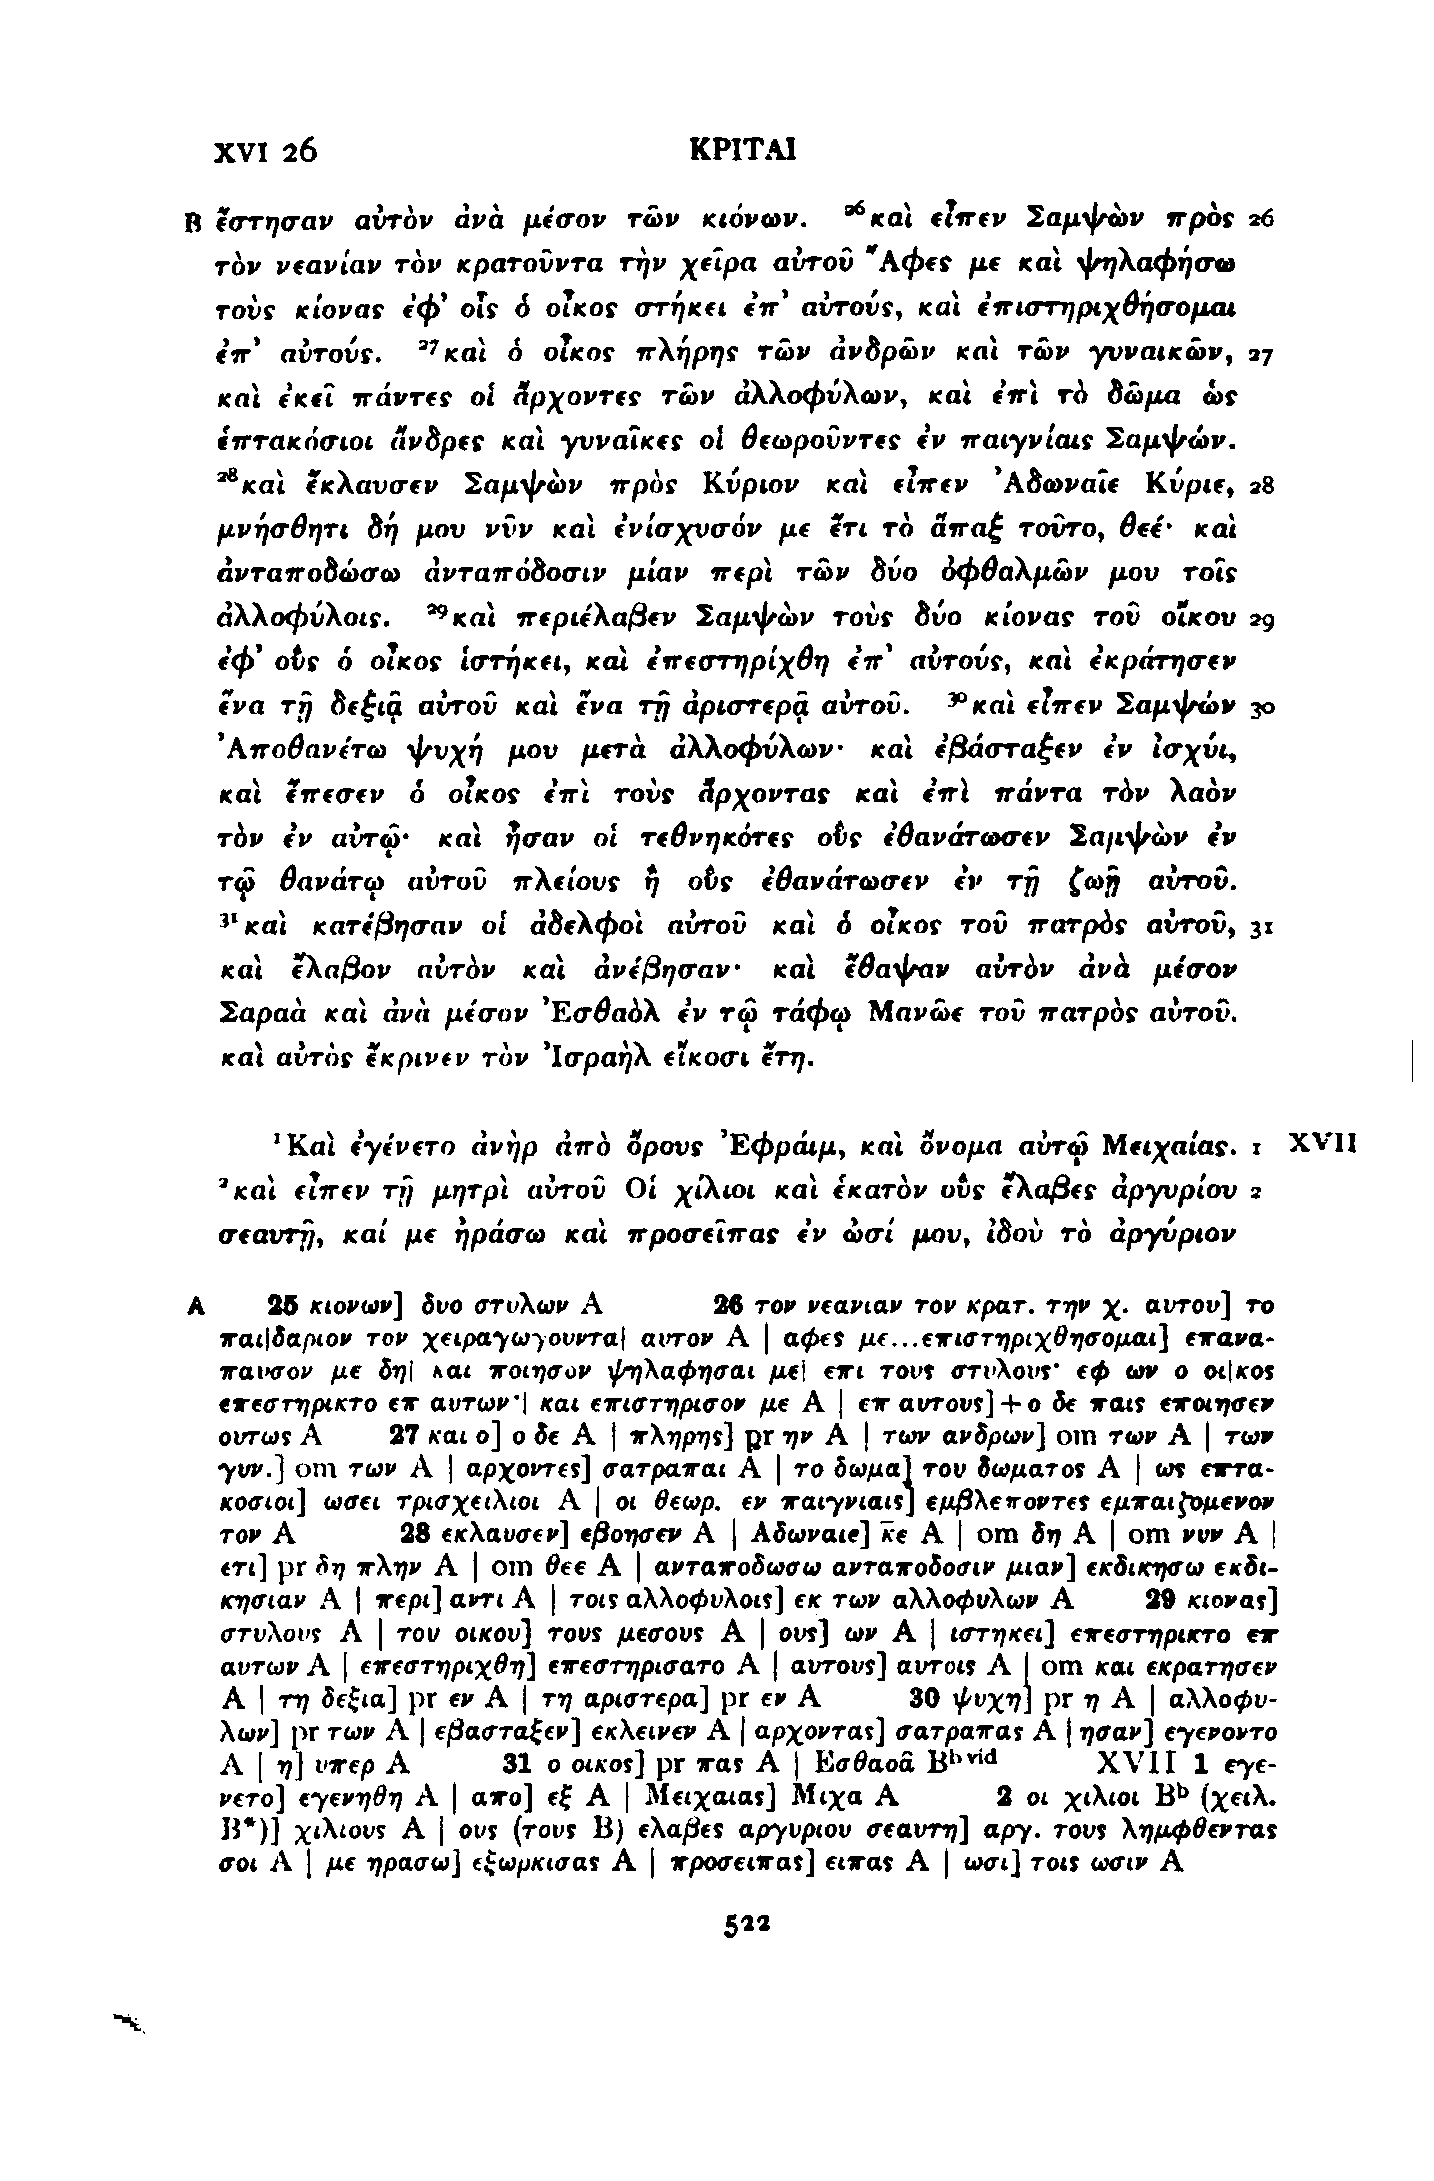 XVI 26 ΚΡΙΤΑΙ
B ἔστησαν αὐτὸν ἀνὰ μέσον τῶν κιόνων. ²⁶καὶ εἶπεν Σαμψὼν πρὸς 26
τὸν νεανίαν τὸν κρατοῦντα τὴν χεῖρα αὐτοῦ Ἄφες με καὶ ψηλαφήσω
τοὺς κίονας ἐφ’ οἷς ὁ οἶκος στήκει ἐπ’ αὐτούς, καὶ ἐπιστηριχθήσομαι
ἐπ’ αὐτούς. ²⁷καὶ ὁ οἶκος πλήρης τῶν ἀνδρῶν καὶ τῶν γυναικῶν, 27
καὶ ἐκεῖ πάντες οἱ ἄρχοντες τῶν ἀλλοφύλων, καὶ ἐπὶ τὸ δῶμα ὡς
ἑπτακόσιοι ἄνδρες καὶ γυναῖκες οἱ θεωροῦντες ἐν παιγνίαις Σαμψών.
²⁸καὶ ἔκλαυσεν Σαμψὼν πρὸς Κύριον καὶ εἶπεν Ἀδωναῖε Κύριε, 28
μνήσθητι δή μου νῦν καὶ ἐνίσχυσόν με ἔτι τὸ ἅπαξ τοῦτο, θεέ· καὶ
ἀνταποδώσω ἀνταπόδοσιν μίαν περὶ τῶν δύο ὀφθαλμῶν μου τοῖς
ἀλλοφύλοις. ²⁹καὶ περιέλαβεν Σαμψὼν τοὺς δύο κίονας τοῦ οἴκου 29
ἐφ’ οὓς ὁ οἶκος ἱστήκει, καὶ ἐπεστηρίχθη ἐπ’ αὐτούς, καὶ ἐκράτησεν
ἕνα τῇ δεξιᾷ αὐτοῦ καὶ ἕνα τῇ ἀριστερᾷ αὐτοῦ. ³⁰καὶ εἶπεν Σαμψών 30
Ἀποθανέτω ψυχή μου μετὰ ἀλλοφύλων· καὶ ἐβάσταξεν ἐν ἰσχύι,
καὶ ἔπεσεν ὁ οἶκος ἐπὶ τοὺς ἄρχοντας καὶ ἐπὶ πάντα τὸν λαὸν
τὸν ἐν αὐτῷ· καὶ ἦσαν οἱ τεθνηκότες οὓς ἐθανάτωσεν Σαμψὼν ἐν
τῷ θανάτῳ αὐτοῦ πλείους ἢ οὓς ἐθανάτωσεν ἐν τῇ ζωῇ αὐτοῦ.
³¹καὶ κατέβησαν οἱ ἀδελφοὶ αὐτοῦ καὶ ὁ οἶκος τοῦ πατρὸς αὐτοῦ, 31
καὶ ἔλαβον αὐτὸν καὶ ἀνέβησαν· καὶ ἔθαψαν αὐτὸν ἀνὰ μέσον
Σαραὰ καὶ ἀνὰ μέσον Ἐσθαὸλ ἐν τῷ τάφῳ Μανῶε τοῦ πατρὸς αὐτοῦ.
καὶ αὐτὸς ἔκρινεν τὸν Ἰσραὴλ εἴκοσι ἔτη.
¹Καὶ ἐγένετο ἀνὴρ ἀπὸ ὄρους Ἐφράιμ, καὶ ὄνομα αὐτῷ Μειχαίας. 1 XVII
²καὶ εἶπεν τῇ μητρὶ αὐτοῦ Οἱ χίλιοι καὶ ἑκατὸν οὓς ἔλαβες ἀργυρίου 2
σεαυτῇ, καί με ἠράσω καὶ προσεῖπας ἐν ὠσί μου, ἰδοὺ τὸ ἀργύριον
A 25 κιονων] δυο στυλων A 26 τον νεανιαν τον κρατ. την χ. αυτου] το
παι|δαριον τον χειραγωγουντα| αυτον A | αφες με...επιστηριχθησομαι] επανα-
παυσον με δη| και ποιησον ψηλαφησαι με| επι τους στυλους· εφ ων ο οι|κος
επεστηρικτο επ αυτων·| και επιστηρισον με A | επ αυτους]+ο δε παις εποιησεν
ουτως A 27 και ο] ο δε A | πληρης] pr ην A | των ανδρων] om των A | των
γυν.] om των A | αρχοντες] σατραπαι A | το δωμα] του δωματος A | ως επτα-
κοσιοι] ωσει τρισχειλιοι A | οι θεωρ. εν παιγνιαις] εμβλεποντες εμπαιζομενον
τον A 28 εκλαυσεν] εβοησεν A | Αδωναιε] κ̅ε̅ A | om δη A | om νυν A |
ετι] pr δη πλην A | om θεε A | ανταποδωσω ανταποδοσιν μιαν] εκδικησω εκδι-
κησιαν A | περι] αντι A | τοις αλλοφυλοις] εκ των αλλοφυλων A 29 κιονας]
στυλους A | του οικου] τους μεσους A | ους] ων A | ιστηκει] επεστηρικτο επ
αυτων A | επεστηριχθη] επεστηρισατο A | αυτους] αυτοις A | om και εκρατησεν
A | τη δεξια] pr εν A | τη αριστερα] pr εν A 30 ψυχη] pr η A | αλλοφυ-
λων] pr των A | εβασταξεν] εκλεινεν A | αρχοντας] σατραπας A | ησαν] εγενοντο
A | η] υπερ A 31 ο οικος] pr πας A | Εσθαοᾶ Bᵇ ᵛⁱᵈ XVII 1 εγε-
νετο] εγενηθη A | απο] εξ A | Μειχαιας] Μιχα A 2 οι χιλιοι Bᵇ (χειλ.
B*)] χιλιους A | ους (τους B) ελαβες αργυριου σεαυτη] αργ. τους λημφθεντας
σοι A | με ηρασω] εξωρκισας A | προσειπας] ειπας A | ωσι] τοις ωσιν A
522